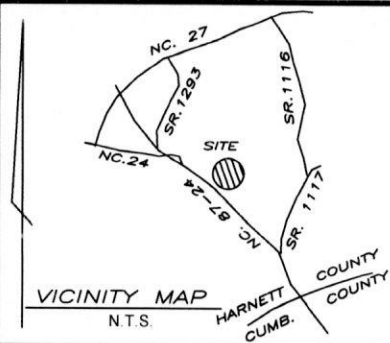 NC. 27
SR. 1293
SR. 1116
NC. 24
SITE
NC. 87-24
SR. 1117
HARNETT COUNTY
CUMB. COUNTY
VICINITY MAP
N.T.S.